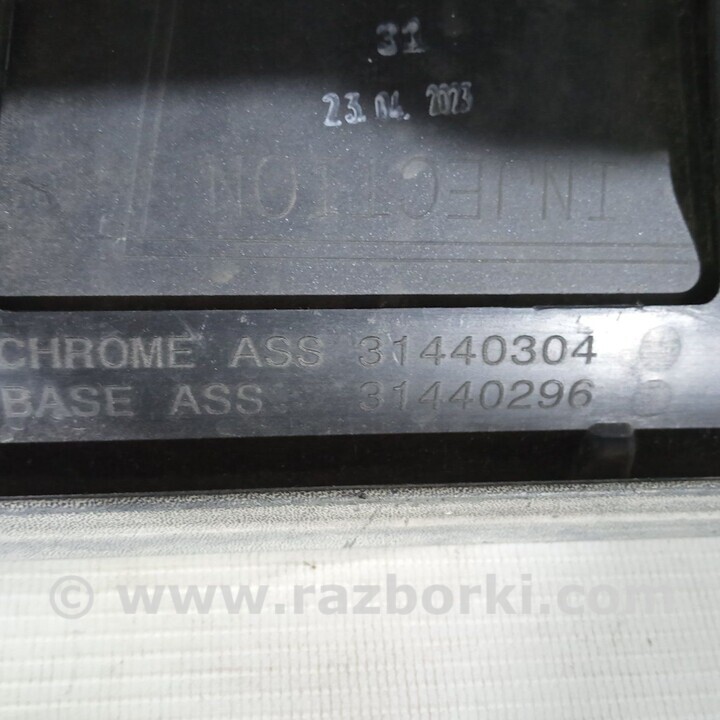 31
23.04.2023
INJECTION
CHROME ASS 31440304
BASE ASS. 31440296
© www.razborki.com